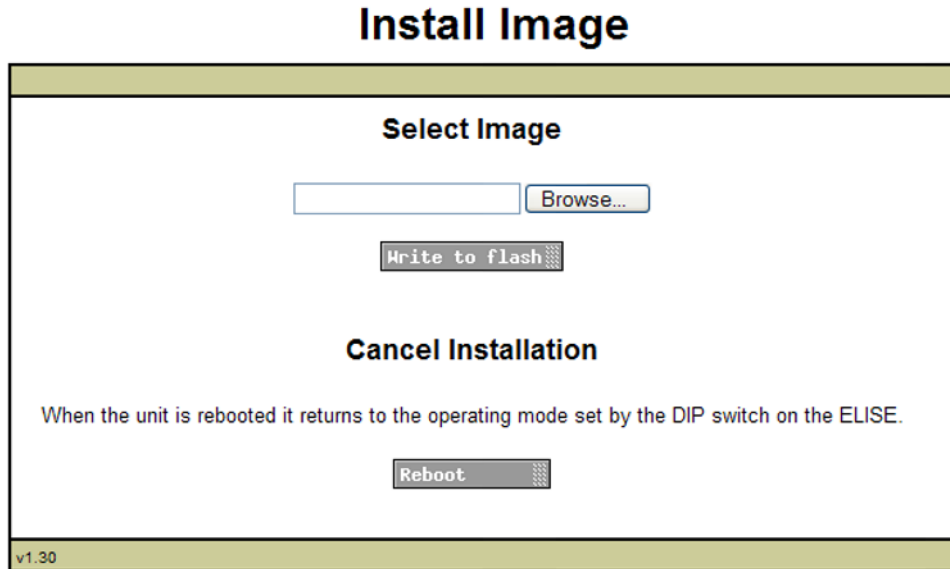 Install Image
Select Image
Browse...
Write to flash
Cancel Installation
When the unit is rebooted it returns to the operating mode set by the DIP switch on the ELISE.
Reboot
v1.30